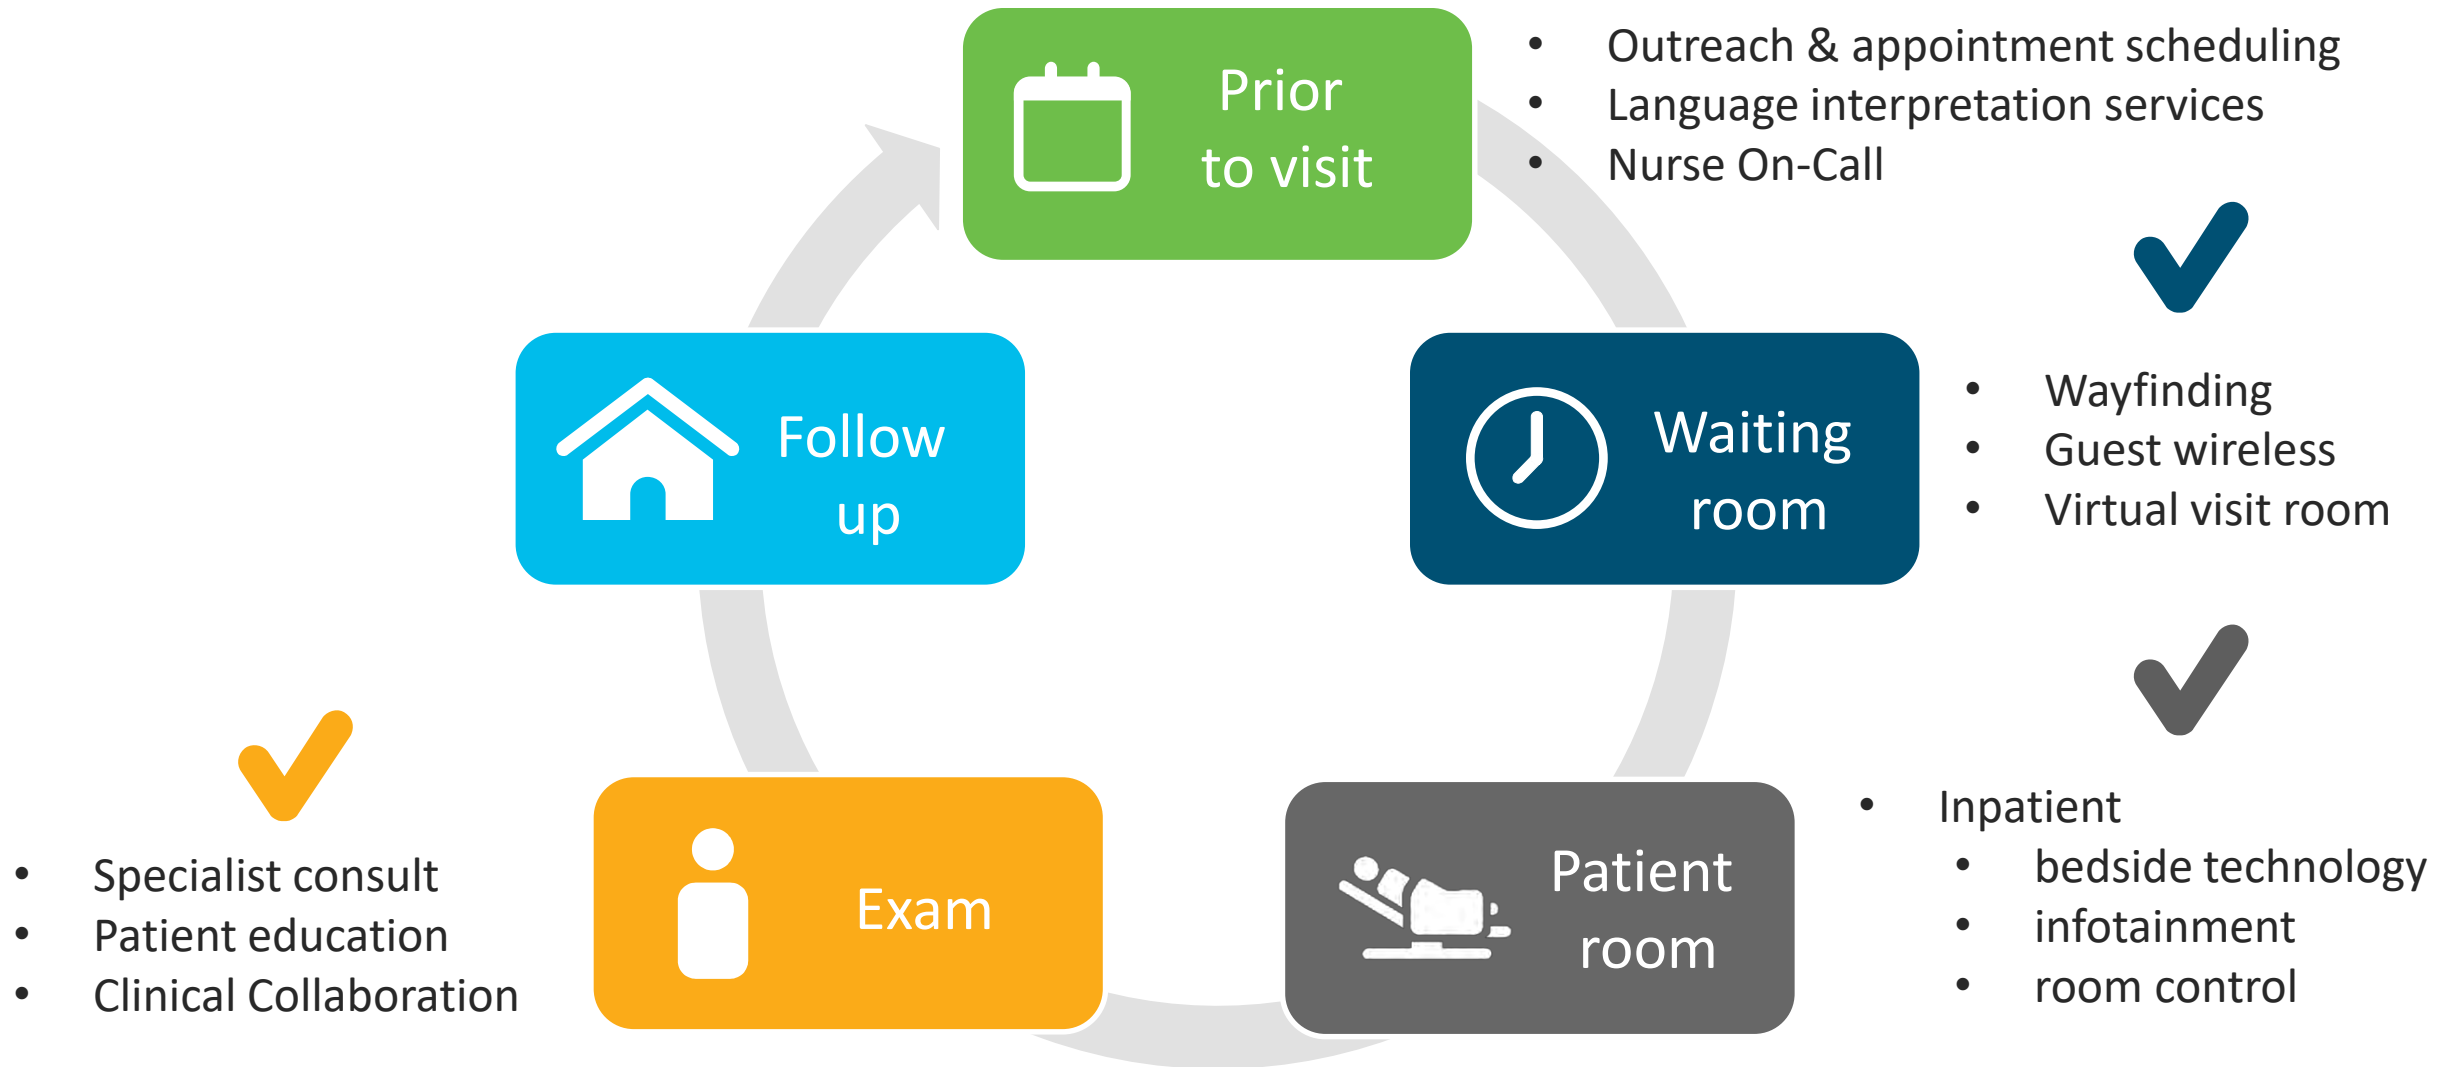 Prior
to visit
• Outreach & appointment scheduling
• Language interpretation services
• Nurse On-Call
Waiting
room
• Wayfinding
• Guest wireless
• Virtual visit room
Patient
room
• Inpatient
• bedside technology
• infotainment
• room control
Exam
• Specialist consult
• Patient education
• Clinical Collaboration
Follow
up